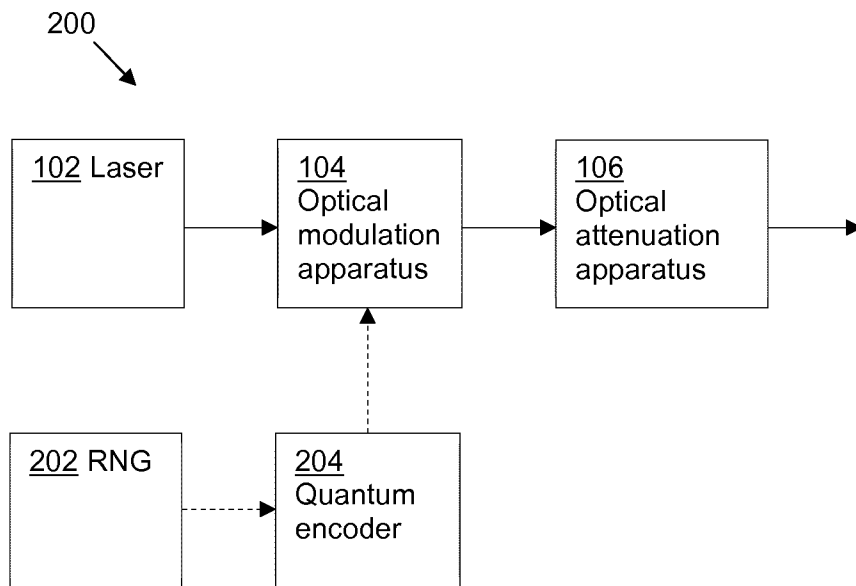 200
102 Laser
104
Optical
modulation
apparatus
106
Optical
attenuation
apparatus
202 RNG
204
Quantum
encoder